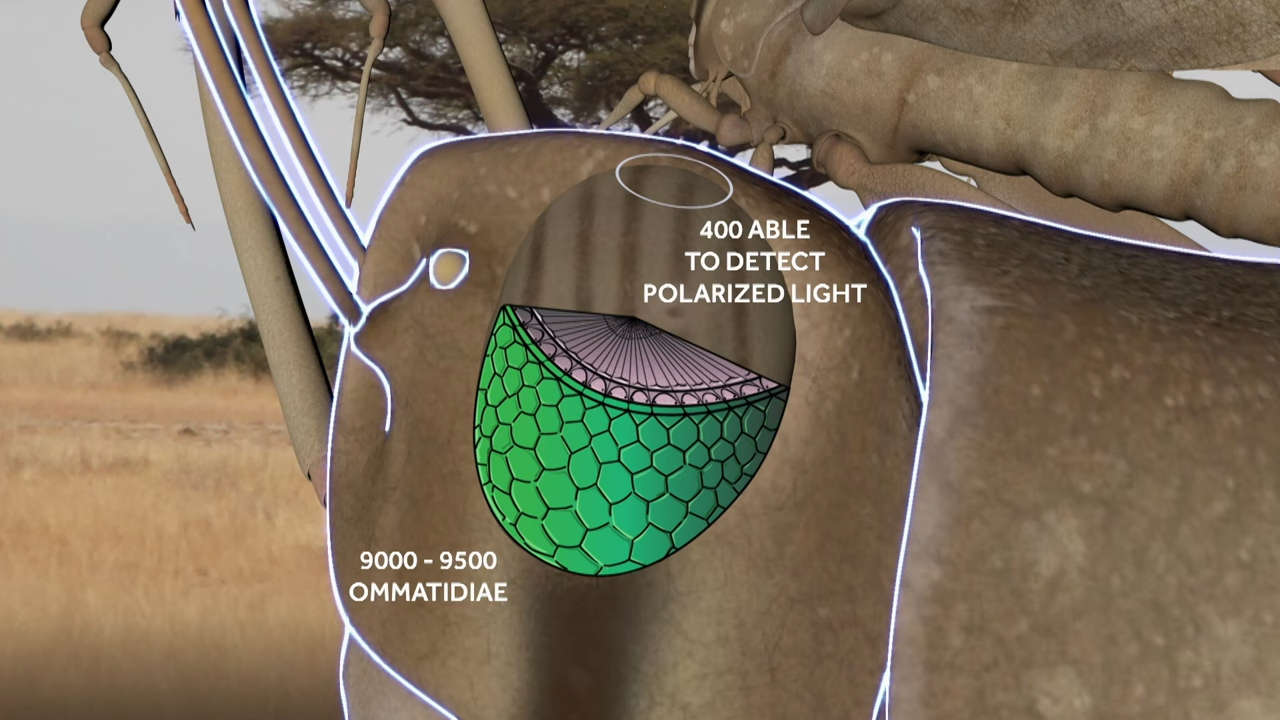 400 ABLE
TO DETECT
POLARIZED LIGHT
9000 - 9500
OMMATIDIAE